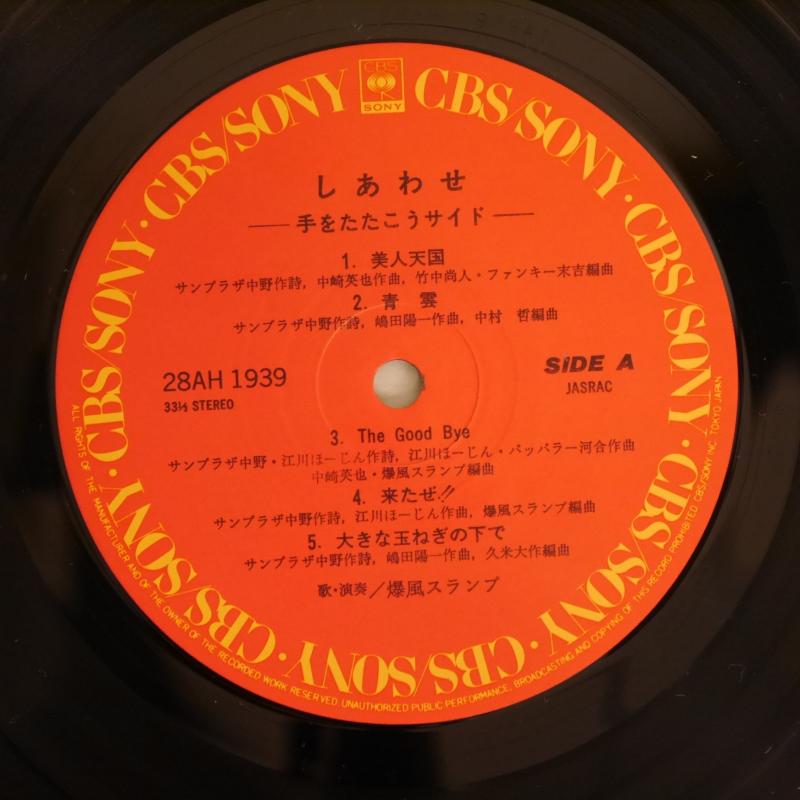 CBS
SONY
CBS/SONY · CBS/SONY · CBS/SONY · CBS/SONY · CBS/SONY · CBS/SONY · CBS/SONY · CBS/SONY
しあわせ
——手をたたこうサイド——
1. 美人天国
サンプラザ中野作詩, 中崎英也作曲, 竹中尚人・ファンキー末吉編曲
2. 青 雲
サンプラザ中野作詩, 嶋田陽一作曲, 中村 哲編曲
28AH 1939
33⅓ STEREO
SIDE A
JASRAC
3. The Good Bye
サンプラザ中野・江川ほーじん作詩, 江川ほーじん・パッパラー河合作曲
中崎英也・爆風スランプ編曲
4. 来たぜ!!
サンプラザ中野作詩, 江川ほーじん作曲, 爆風スランプ編曲
5. 大きな玉ねぎの下で
サンプラザ中野作詩, 嶋田陽一作曲, 久米大作編曲
歌・演奏／爆風スランプ
ALL RIGHTS OF THE MANUFACTURER AND OF THE OWNER OF THE RECORDED WORK RESERVED. UNAUTHORIZED PUBLIC PERFORMANCE, BROADCASTING AND COPYING OF THIS RECORD PROHIBITED CBS/SONY INC. TOKYO JAPAN